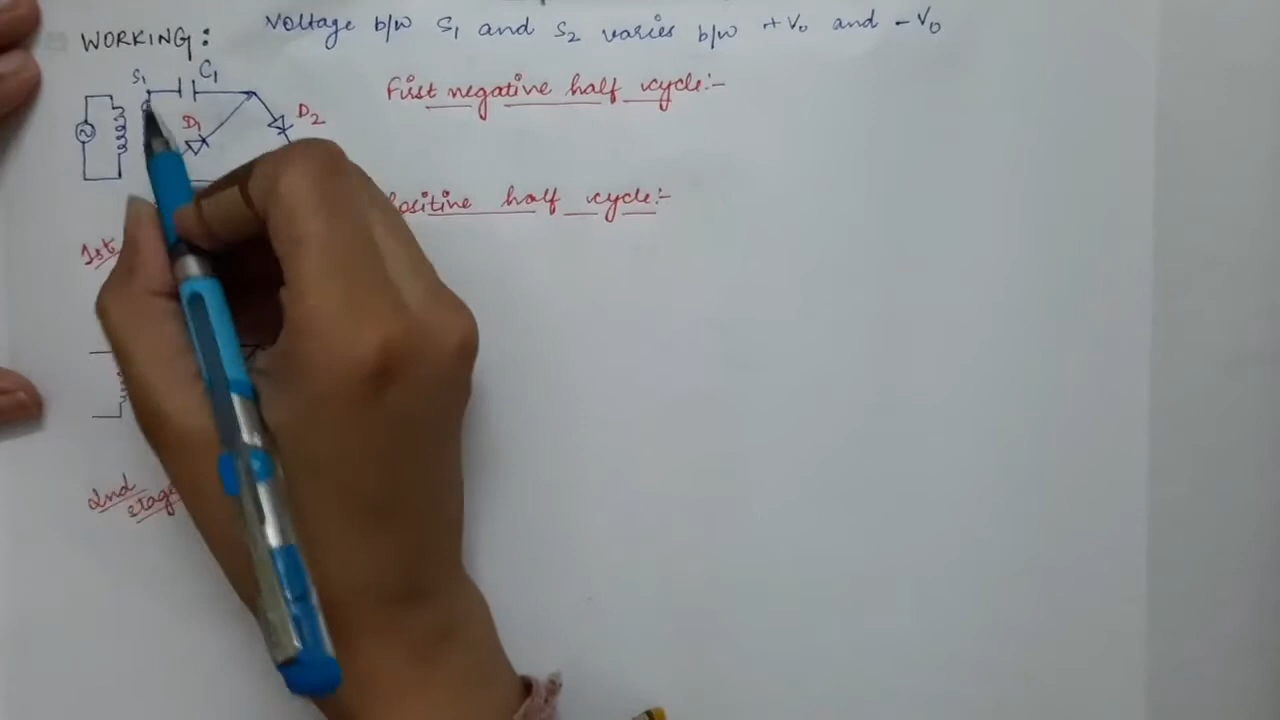 WORKING: Voltage b/w S1 and S2 varies b/w +V0 and -V0
First negative half cycle:-
S1 C1
D1 D2
Positive half cycle:-
1st
2nd
stage